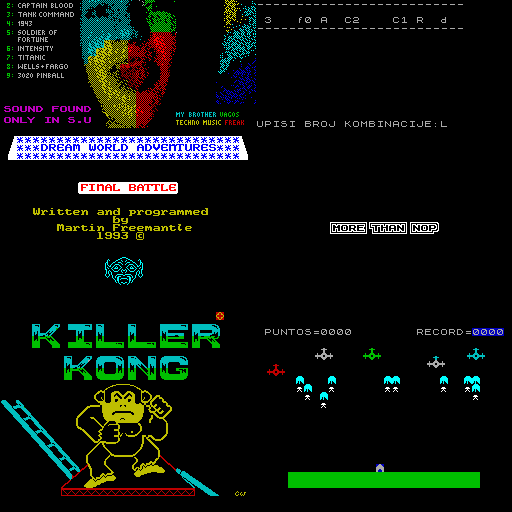 2: CAPTAIN BLOOD
3: TANK COMMAND
4: 1943
5: SOLDIER OF
FORTUNE
6: INTENSITY
7: TITANIC
8: WELLS+FARGO
9: 3020 PINBALL
SOUND FOUND
ONLY IN S.U
MY BROTHER VAGOS
TECHNO MUSIC FREAK
3 f0 A C2 C1 R d
UPISI BROJ KOMBINACIJE:L
***DREAM WORLD ADVENTURES***
FINAL BATTLE
Written and programmed
by
Martin Freemantle
1993 ©
MORE THAN NOP
KILLER
KONG
CW
PUNTOS=0000 RECORD=0000